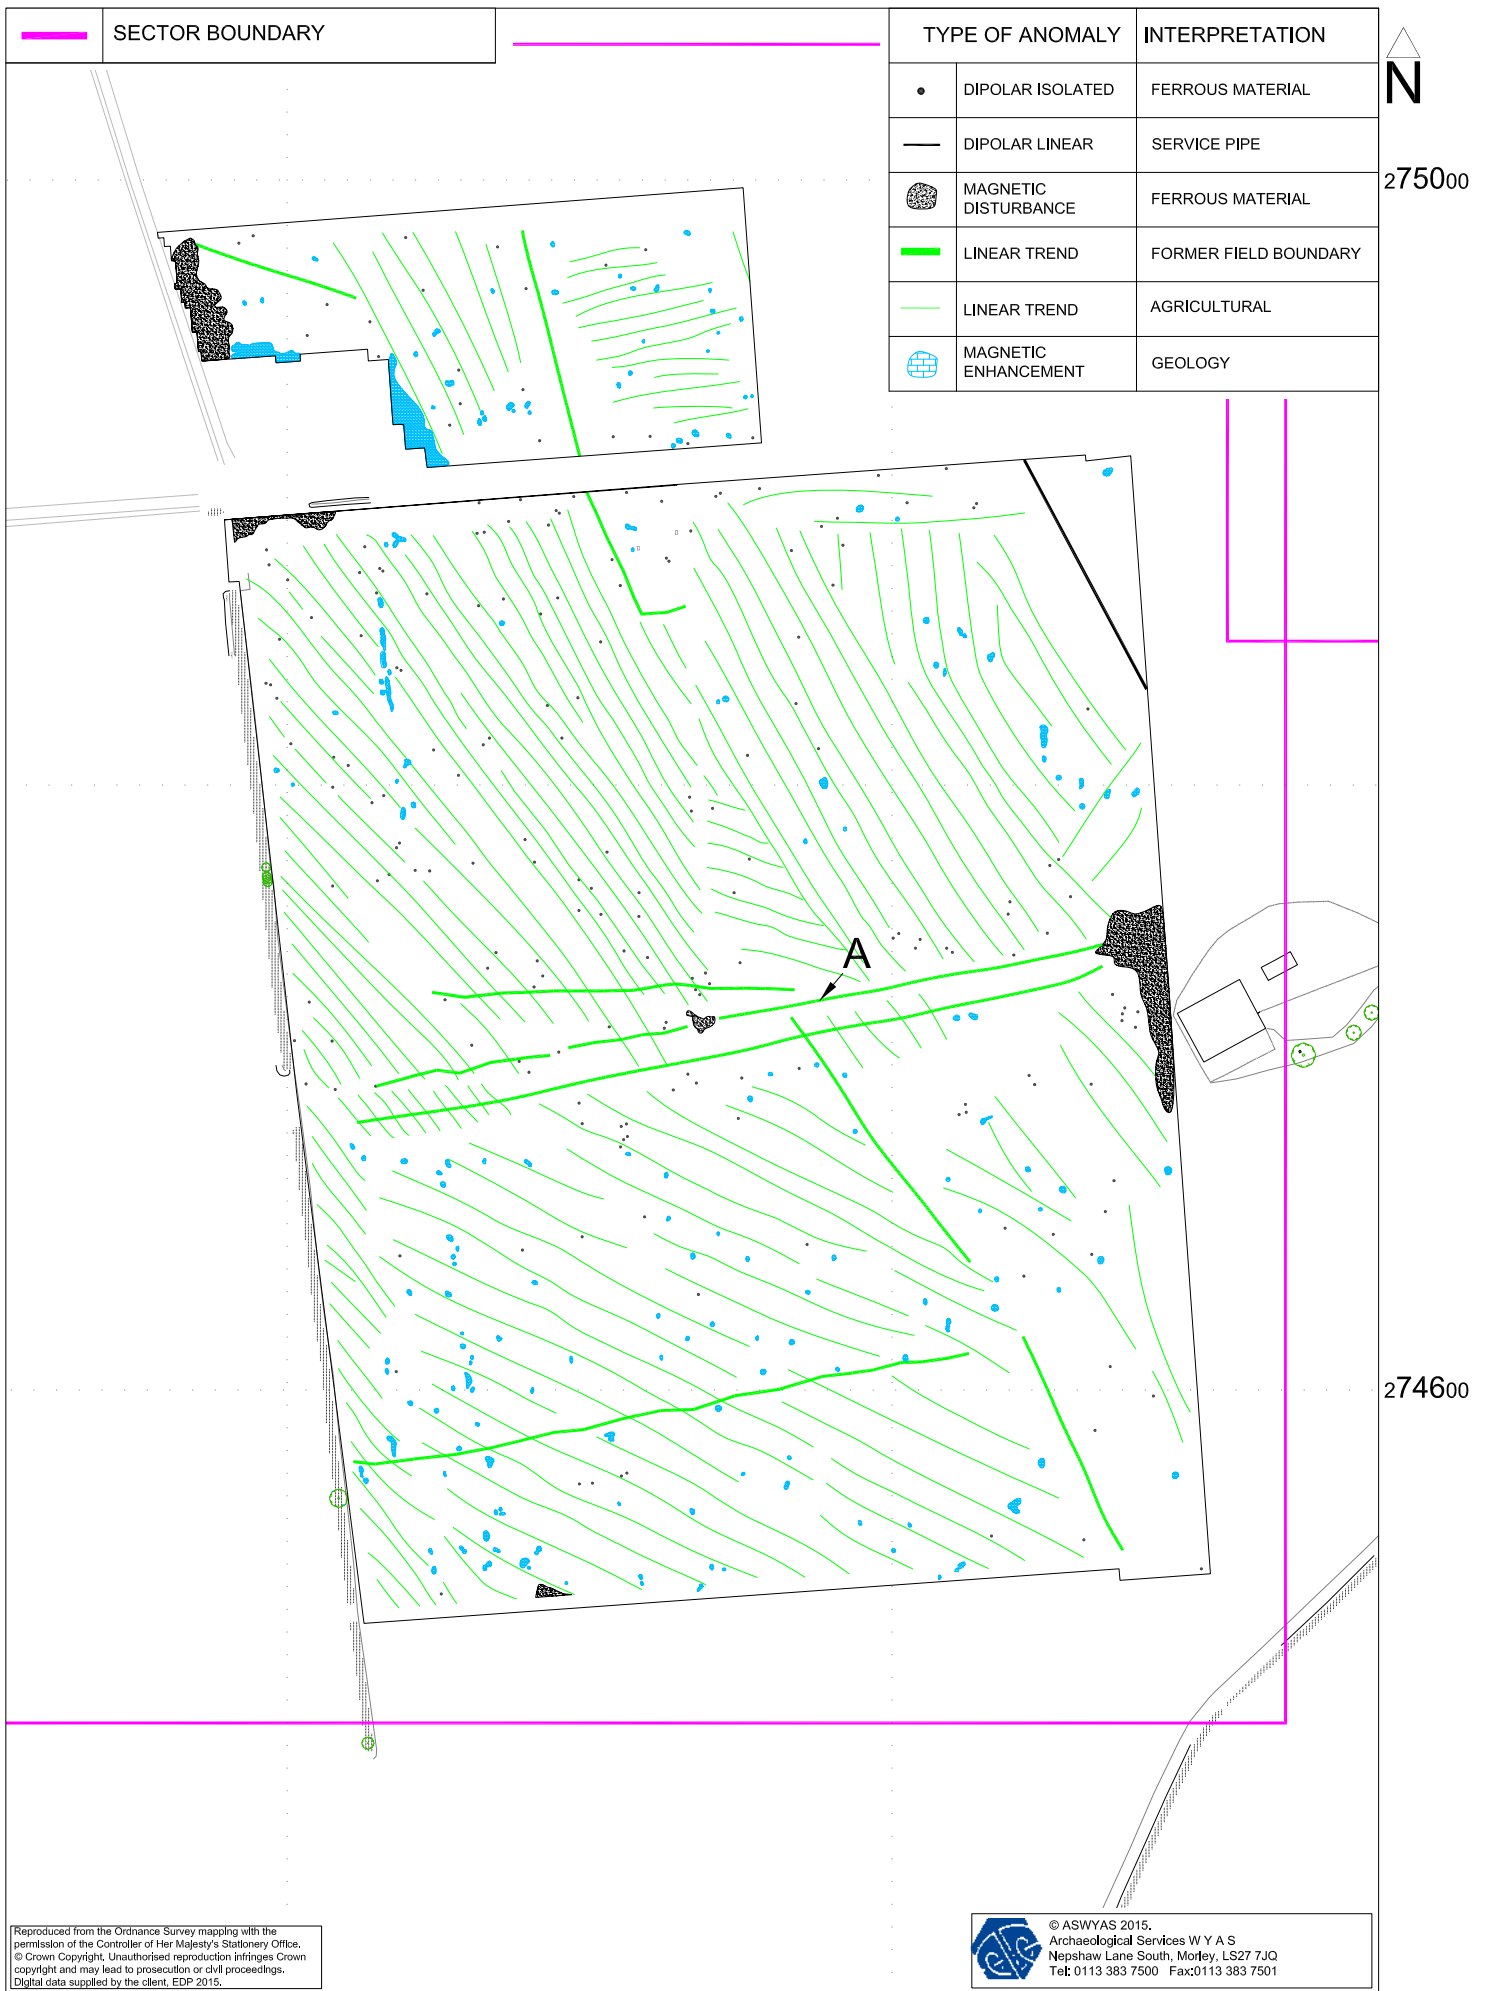 SECTOR BOUNDARY
TYPE OF ANOMALY INTERPRETATION
DIPOLAR ISOLATED FERROUS MATERIAL
DIPOLAR LINEAR SERVICE PIPE
MAGNETIC
DISTURBANCE
FERROUS MATERIAL
LINEAR TREND FORMER FIELD BOUNDARY
LINEAR TREND AGRICULTURAL
MAGNETIC
ENHANCEMENT
GEOLOGY
N
275000
A
274600
Reproduced from the Ordnance Survey mapping with the
permission of the Controller of Her Majesty's Stationery Office.
© Crown Copyright. Unauthorised reproduction infringes Crown
copyright and may lead to prosecution or civil proceedings.
Digital data supplied by the client, EDP 2015.
© ASWYAS 2015.
Archaeological Services W Y A S
Nepshaw Lane South, Morley, LS27 7JQ
Tel: 0113 383 7500 Fax:0113 383 7501